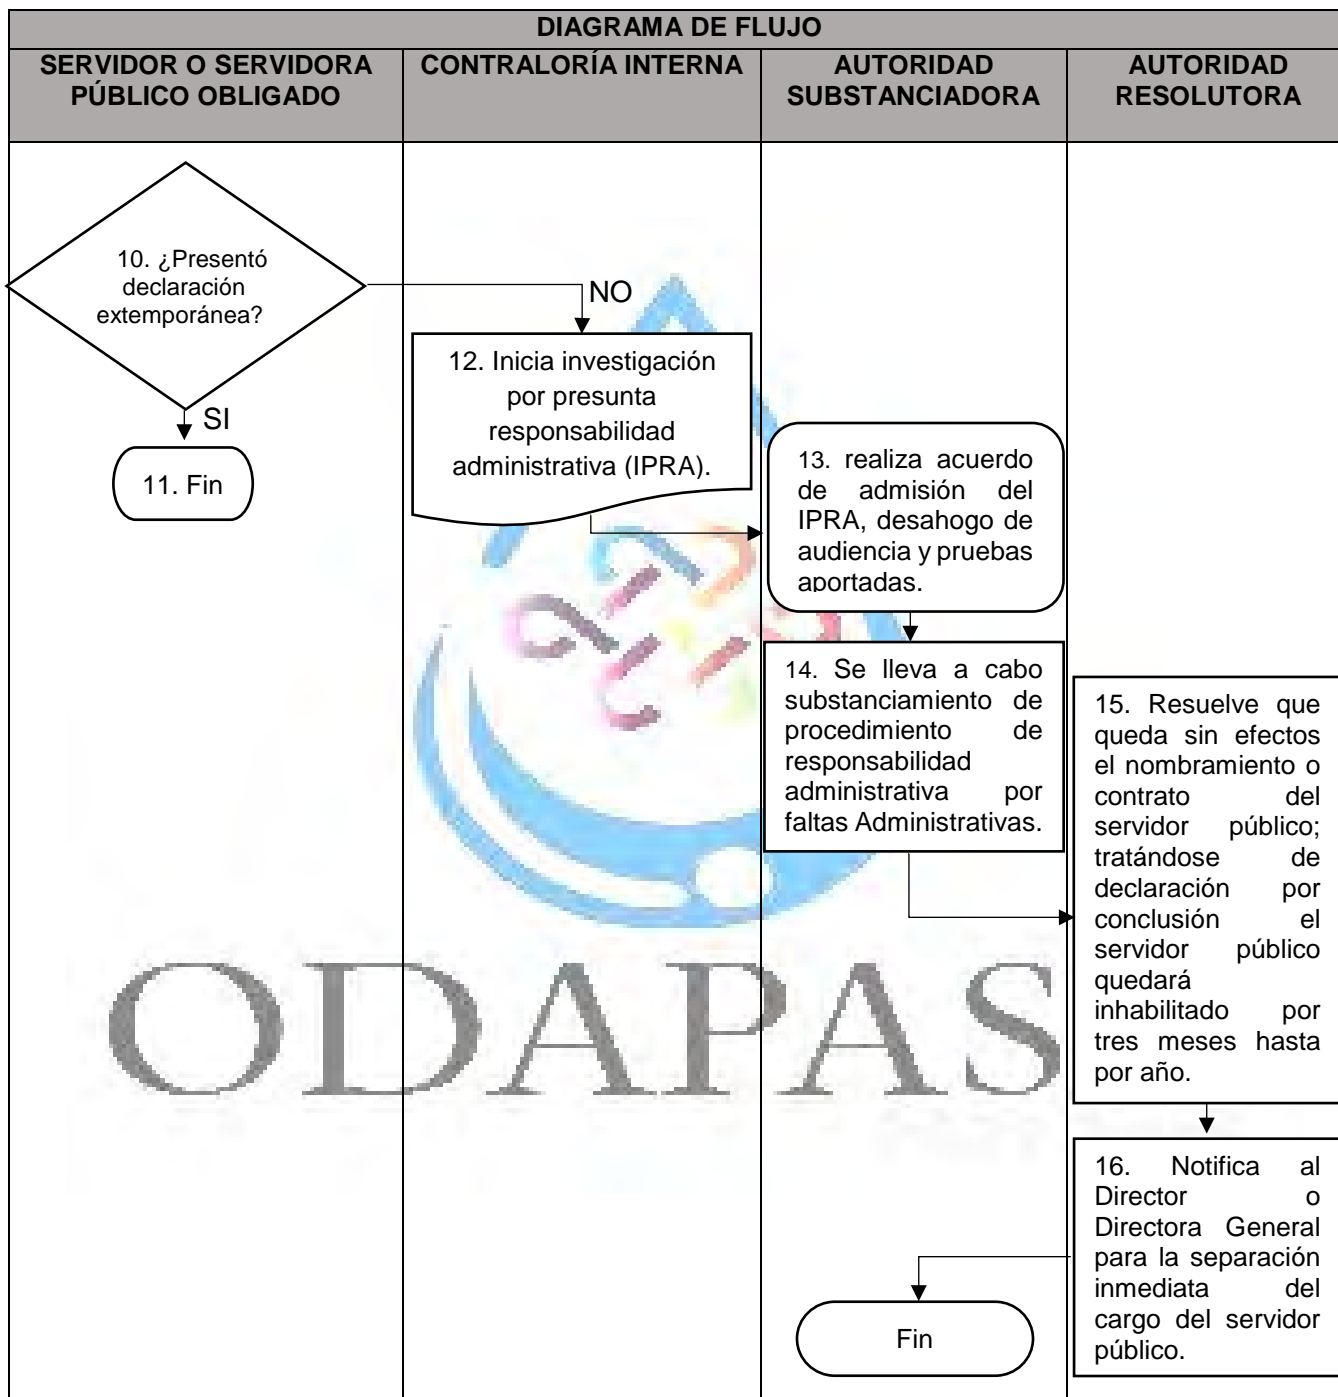 DIAGRAMA DE FLUJO
SERVIDOR O SERVIDORA
PÚBLICO OBLIGADO
CONTRALORÍA INTERNA
AUTORIDAD
SUBSTANCIADORA
AUTORIDAD
RESOLUTORA
10. ¿Presentó
declaración
extemporánea?
NO
SI
11. Fin
12. Inicia investigación
por presunta
responsabilidad
administrativa (IPRA).
13. realiza acuerdo
de admisión del
IPRA, desahogo de
audiencia y pruebas
aportadas.
14. Se lleva a cabo
substanciamiento de
procedimiento de
responsabilidad
administrativa por
faltas Administrativas.
15. Resuelve que
queda sin efectos
el nombramiento o
contrato del
servidor público;
tratándose de
declaración por
conclusión el
servidor público
quedará
inhabilitado por
tres meses hasta
por año.
16. Notifica al
Director o
Directora General
para la separación
inmediata del
cargo del servidor
público.
Fin
ODAPAS